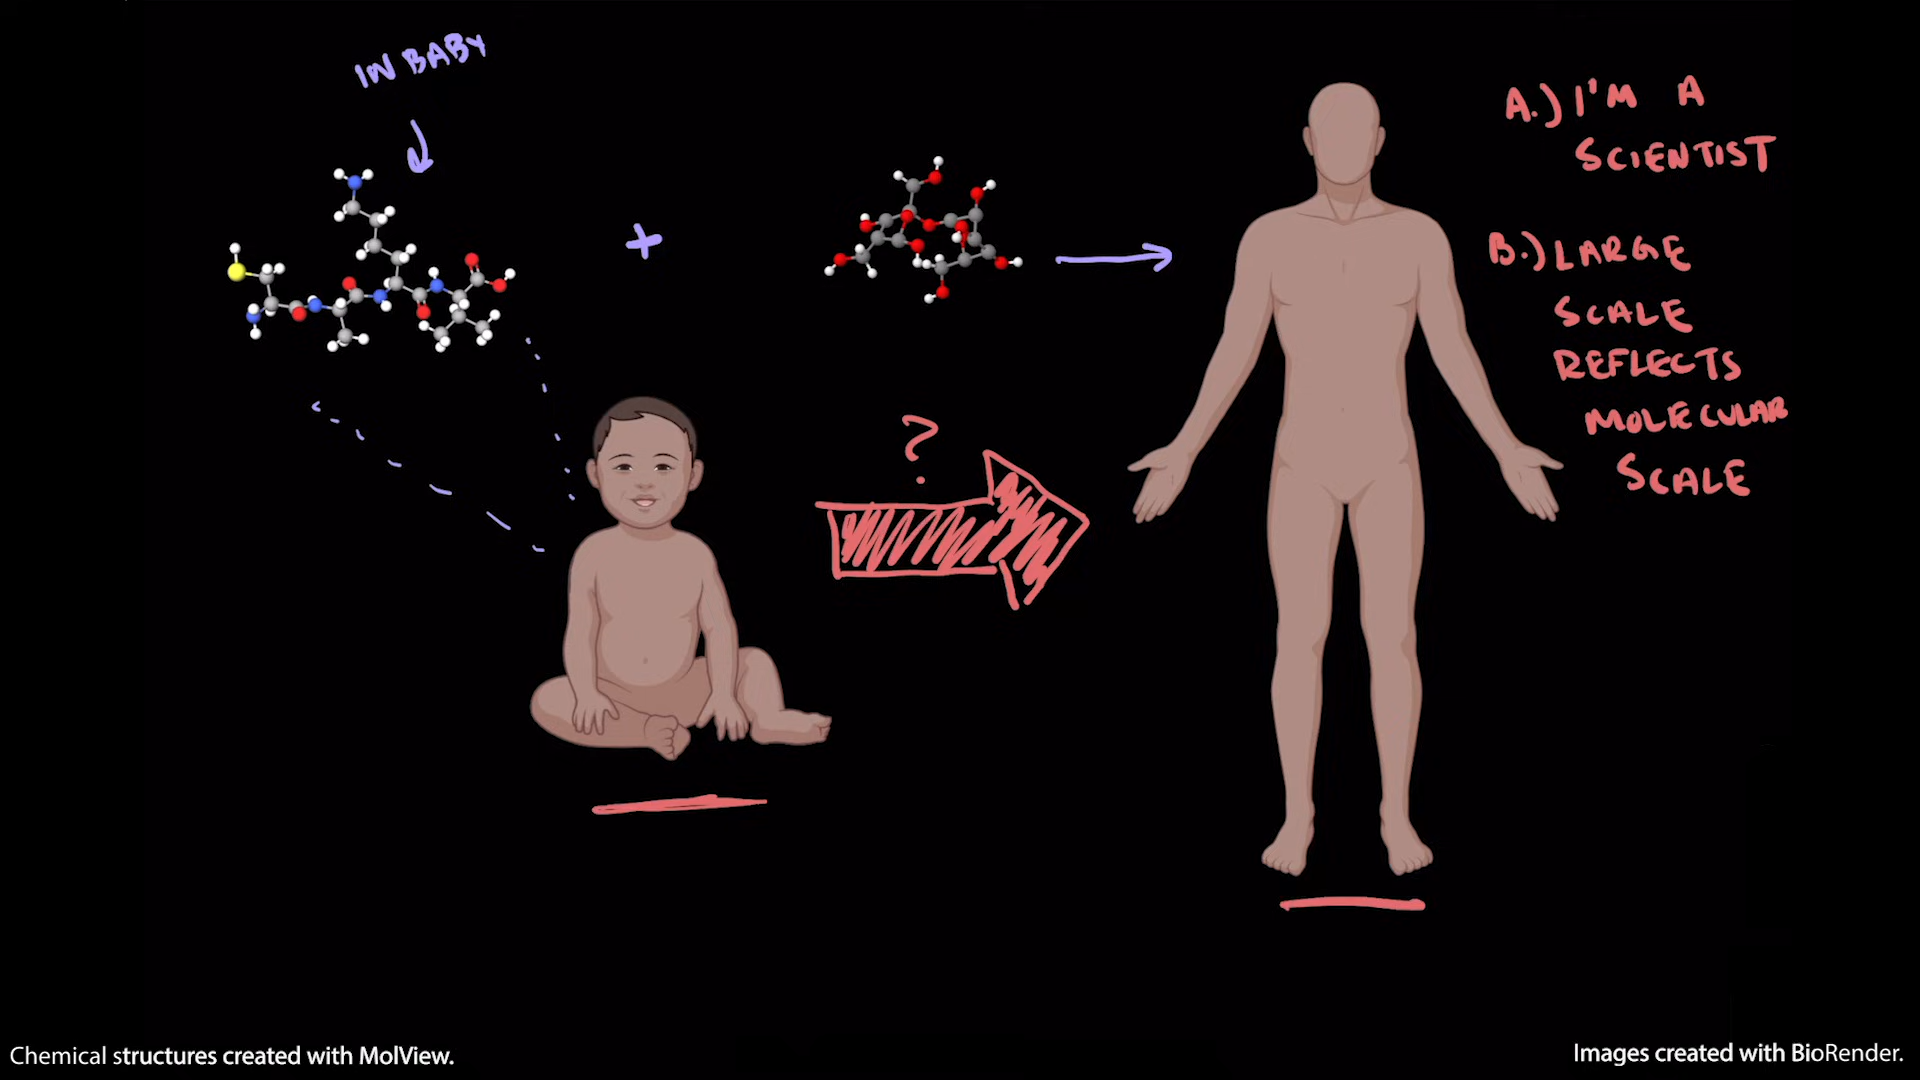 IN BABY
+
?
A.) I'M A
SCIENTIST
B.) LARGE
SCALE
REFLECTS
MOLECULAR
SCALE
Chemical structures created with MolView.
Images created with BioRender.